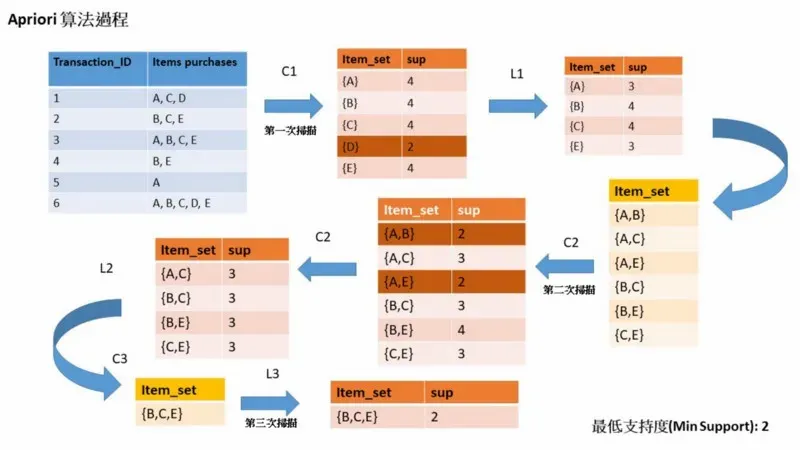 Apriori 算法過程
Transaction_ID Items purchases
1 A, C, D
2 B, C, E
3 A, B, C, E
4 B, E
5 A
6 A, B, C, D, E
C1
第一次掃描
Item_set sup
{A} 4
{B} 4
{C} 4
{D} 2
{E} 4
L1
Item_set sup
{A} 3
{B} 4
{C} 4
{E} 3
Item_set
{A,B}
{A,C}
{A,E}
{B,C}
{B,E}
{C,E}
C2
第二次掃描
Item_set sup
{A,B} 2
{A,C} 3
{A,E} 2
{B,C} 3
{B,E} 4
{C,E} 3
C2
Item_set sup
{A,C} 3
{B,C} 3
{B,E} 3
{C,E} 3
L2
C3
Item_set
{B,C,E}
L3
第三次掃描
Item_set sup
{B,C,E} 2
最低支持度(Min Support): 2